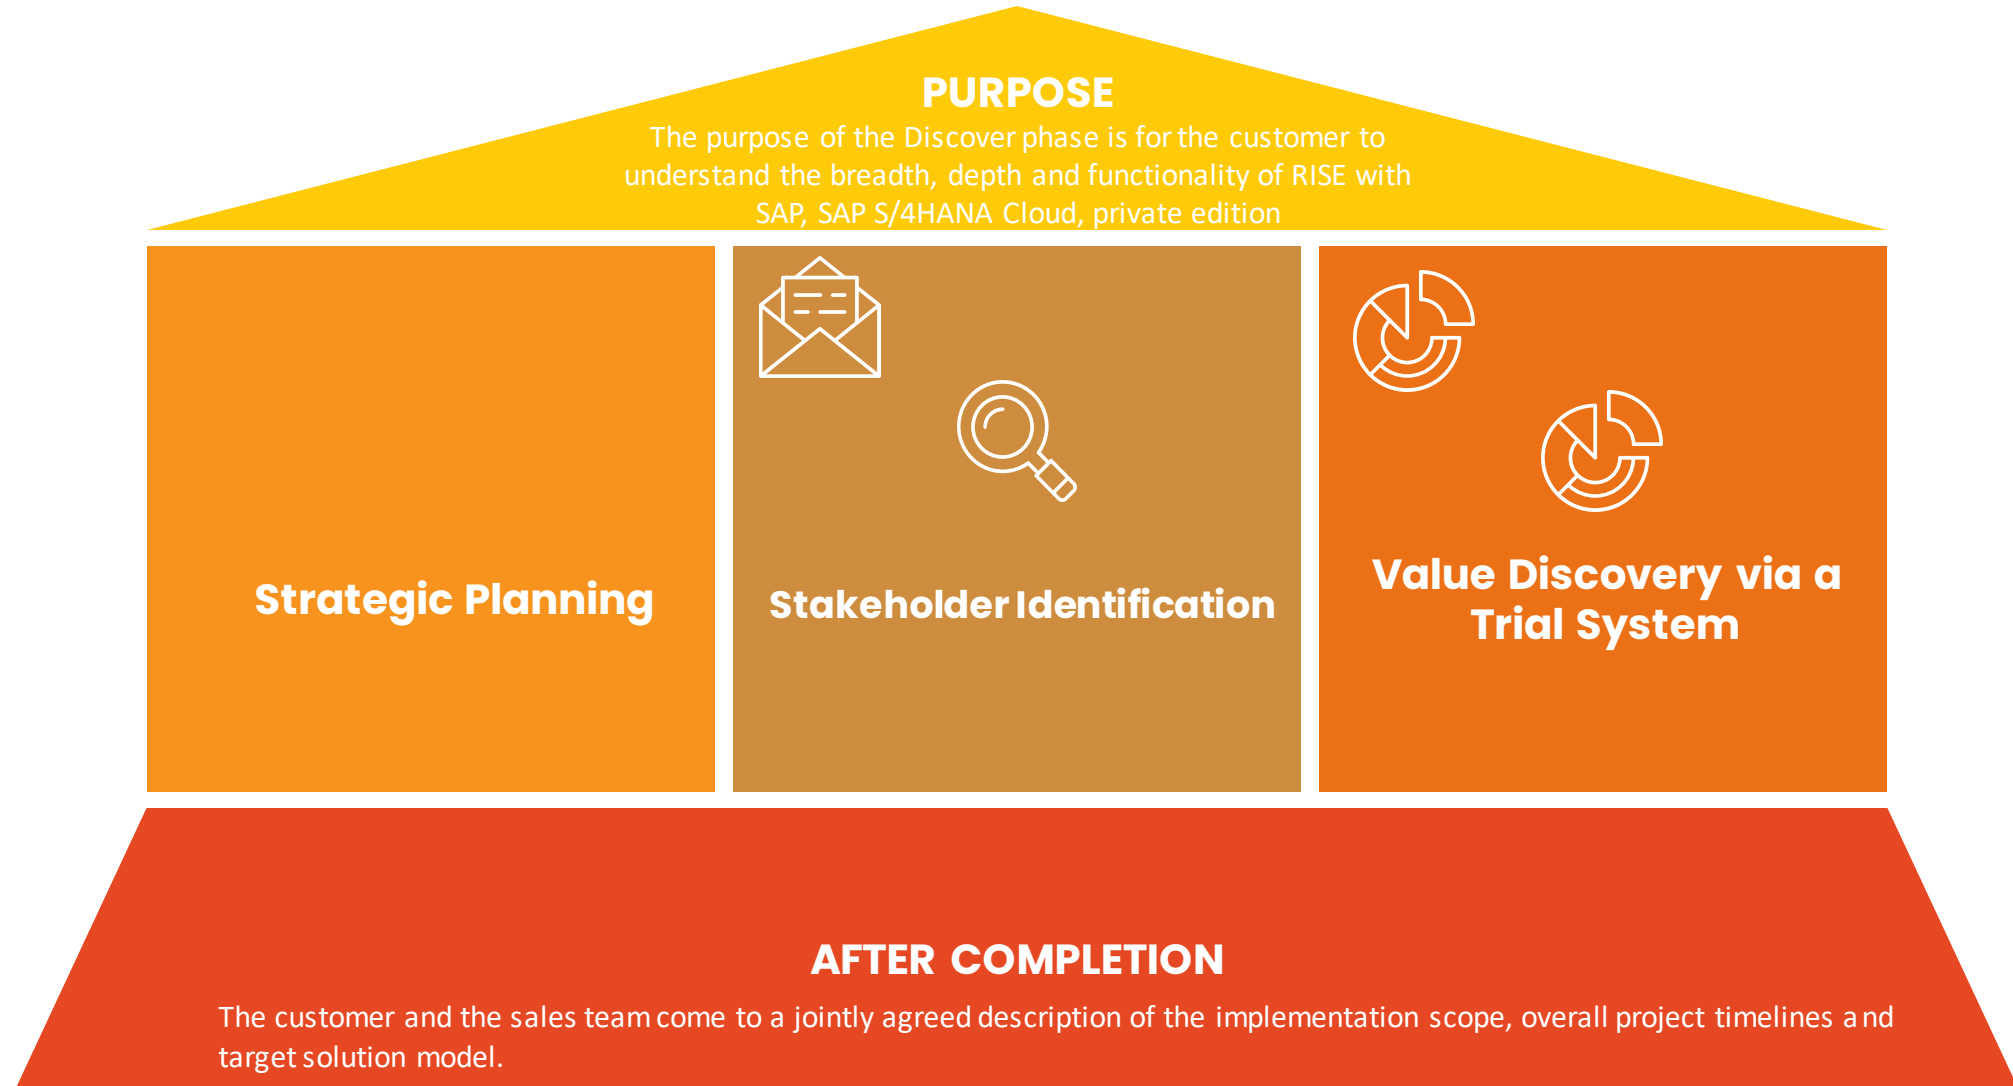 PURPOSE
The purpose of the Discover phase is for the customer to
understand the breadth, depth and functionality of RISE with
SAP, SAP S/4HANA Cloud, private edition
Strategic Planning
Stakeholder Identification
Value Discovery via a
Trial System
AFTER COMPLETION
The customer and the sales team come to a jointly agreed description of the implementation scope, overall project timelines and
target solution model.